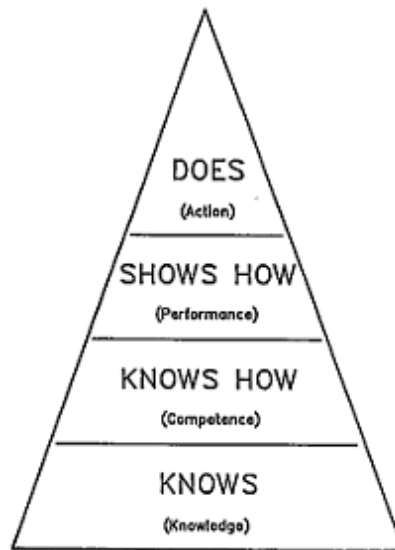 DOES
(Action)
SHOWS HOW
(Performance)
KNOWS HOW
(Competence)
KNOWS
(Knowledge)